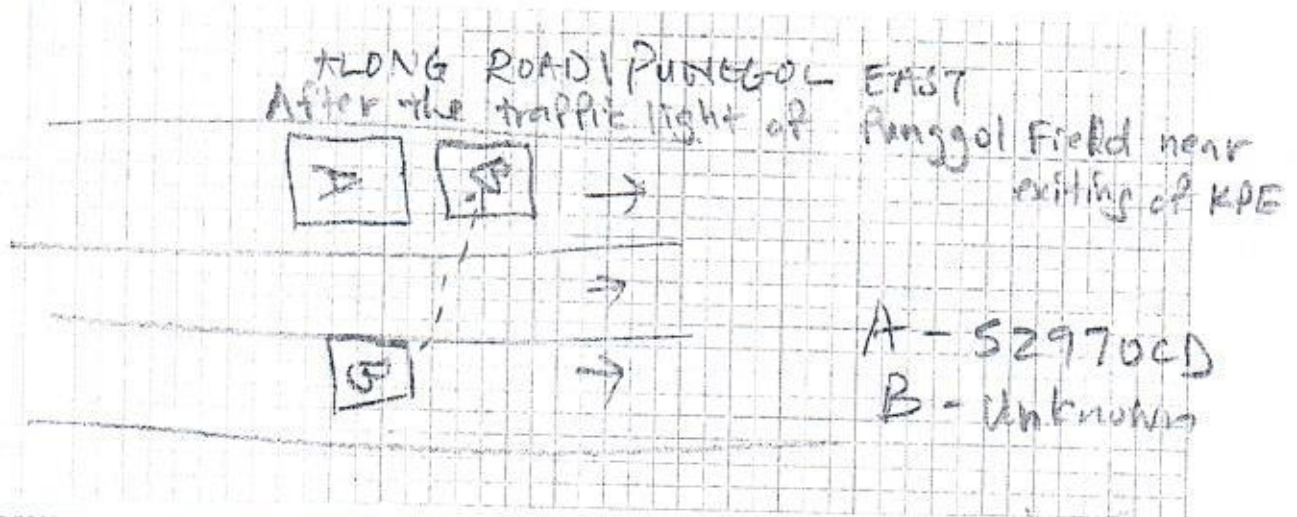 ALONG ROAD \ PUNGGOL EAST
After the traffic light of Punggol Field near
exiting of KPE
A
B
B
A - S2970CD
B - Unknown